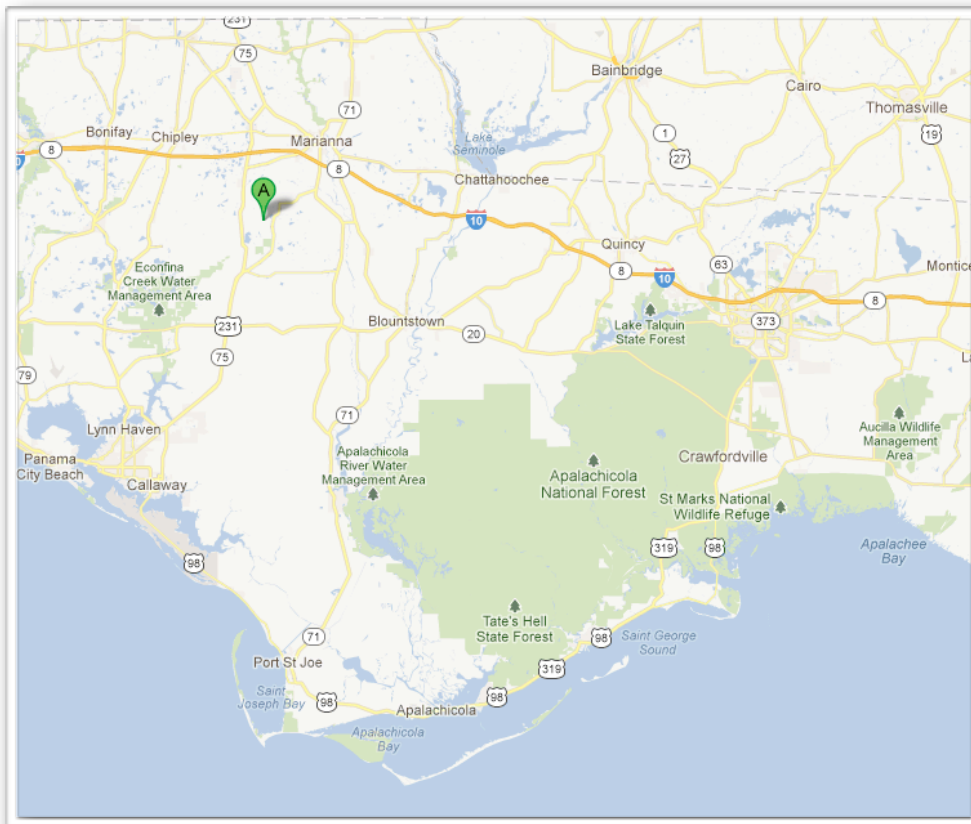 231
75
Bainbridge
Cairo
Thomasville
71
Bonifay
Chipley
Marianna
Lake
Seminole
1
27
19
8
8
Chattahoochee
A
10
Quincy
8
10
63
Montice
8
Econfina
Creek Water
Management Area
231
Blountstown
20
Lake Talquin
State Forest
373
75
79
71
Lynn Haven
Aucilla Wildlife
Management
Area
Panama
City Beach
Callaway
Apalachicola
River Water
Management Area
Apalachicola
National Forest
Crawfordville
St Marks National
Wildlife Refuge
98
319
98
Apalachee
Bay
Tate's Hell
State Forest
71
98
Saint George
Sound
Port St Joe
319
Saint
Joseph Bay
98
98
Apalachicola
Apalachicola
Bay